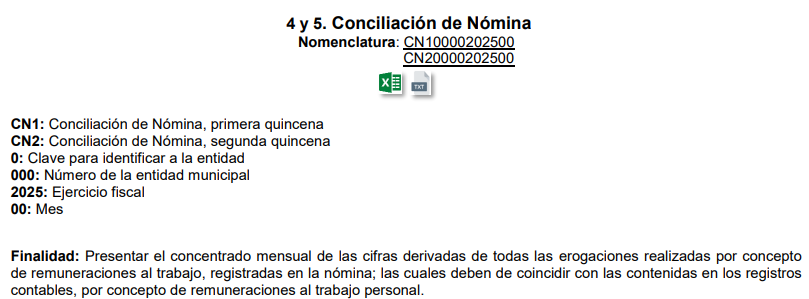 4 y 5. Conciliación de Nómina
Nomenclatura: CN10000202500
CN20000202500
TXT
CN1: Conciliación de Nómina, primera quincena
CN2: Conciliación de Nómina, segunda quincena
0: Clave para identificar a la entidad
000: Número de la entidad municipal
2025: Ejercicio fiscal
00: Mes
Finalidad: Presentar el concentrado mensual de las cifras derivadas de todas las erogaciones realizadas por concepto
de remuneraciones al trabajo, registradas en la nómina; las cuales deben de coincidir con las contenidas en los registros
contables, por concepto de remuneraciones al trabajo personal.